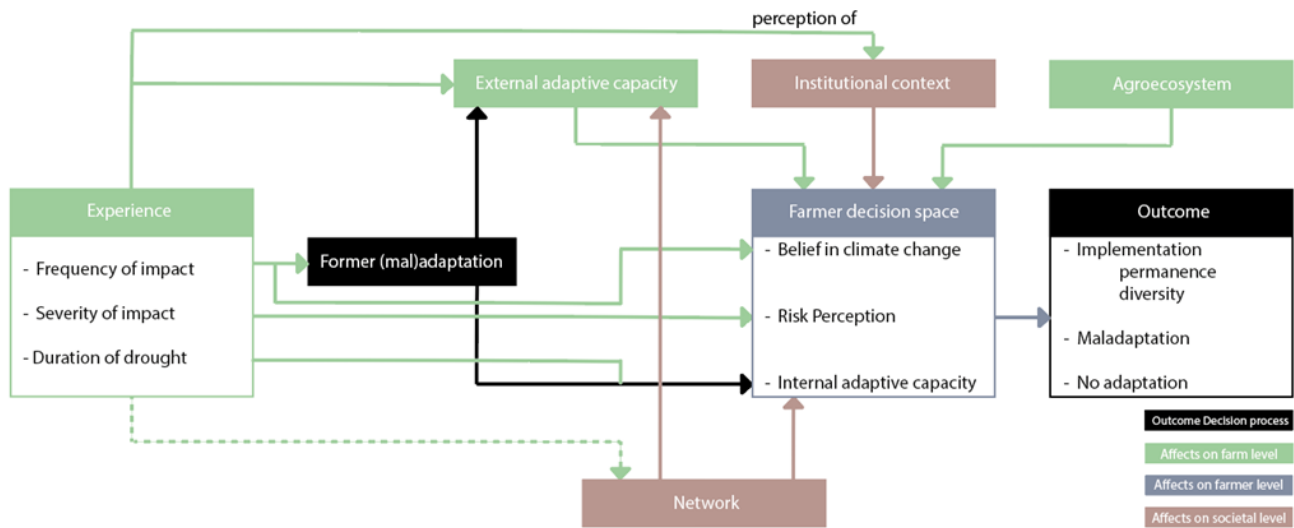 perception of
External adaptive capacity
Institutional context
Agroecosystem
Experience
- Frequency of impact
- Severity of impact
- Duration of drought
Former (mal)adaptation
Farmer decision space
- Belief in climate change
- Risk Perception
- Internal adaptive capacity
Outcome
- Implementation
permanence
diversity
- Maladaptation
- No adaptation
Network
Outcome Decision process
Affects on farm level
Affects on farmer level
Affects on societal level